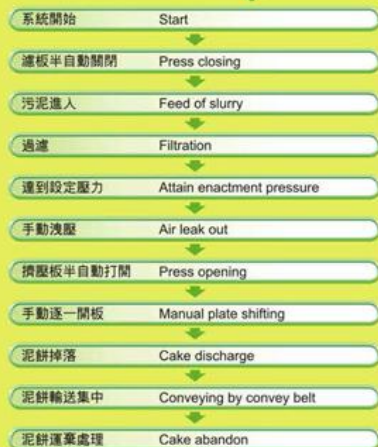 系統開始 Start
濾板半自動關閉 Press closing
污泥進入 Feed of slurry
過濾 Filtration
達到設定壓力 Attain enactment pressure
手動洩壓 Air leak out
擠壓板半自動打開 Press opening
手動逐一開板 Manual plate shifting
泥餅掉落 Cake discharge
泥餅輸送集中 Conveying by convey belt
泥餅運棄處理 Cake abandon